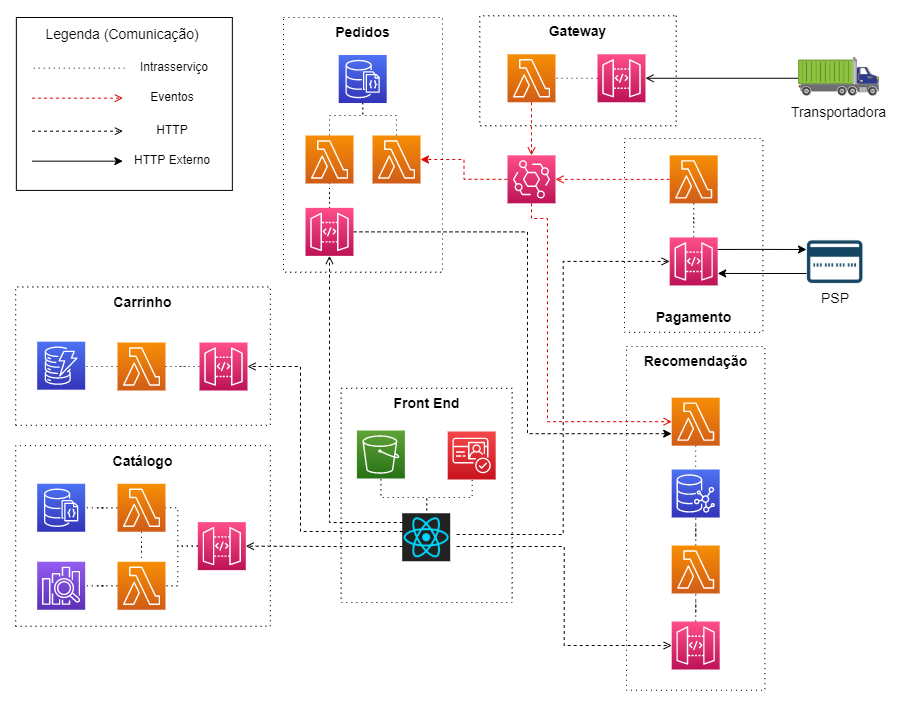 Legenda (Comunicação)
Intrasserviço
Eventos
HTTP
HTTP Externo
Pedidos
Gateway
Transportadora
Pagamento
PSP
Carrinho
Front End
Recomendação
Catálogo